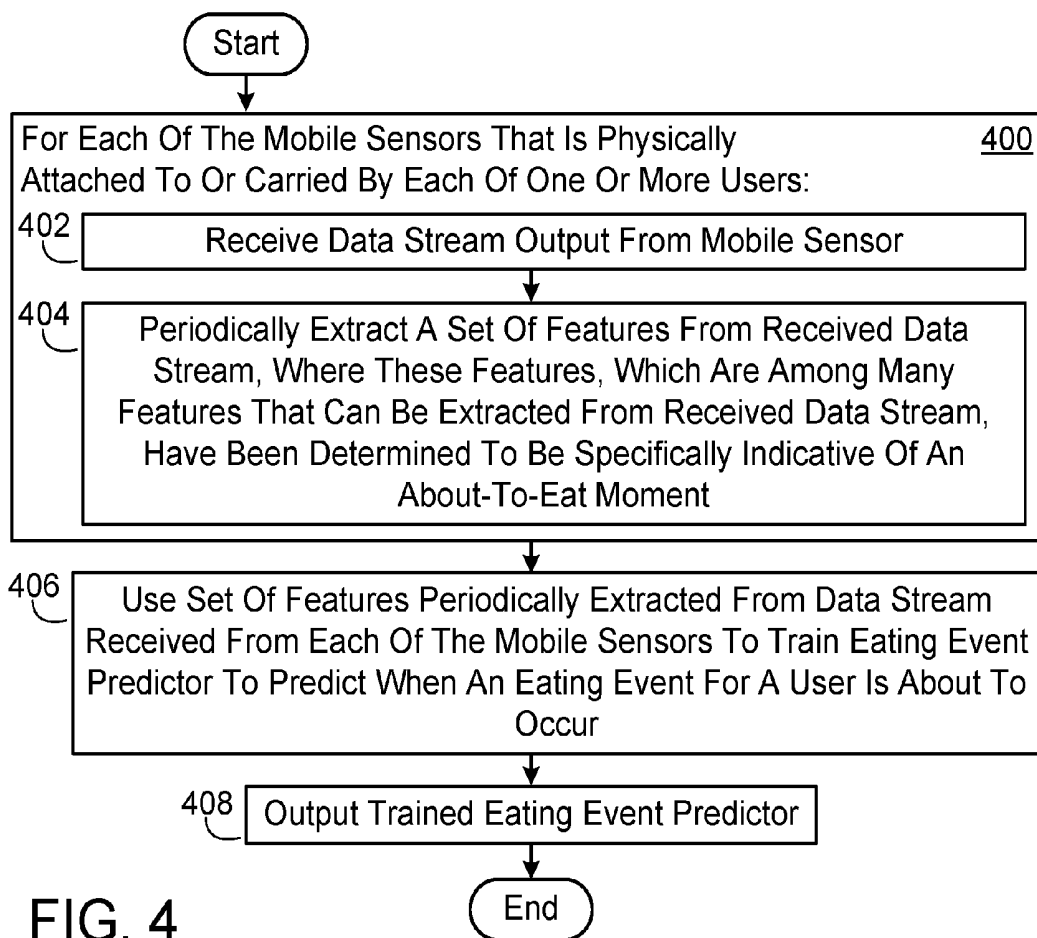 Start
For Each Of The Mobile Sensors That Is Physically 400
Attached To Or Carried By Each Of One Or More Users:
402
Receive Data Stream Output From Mobile Sensor
404
Periodically Extract A Set Of Features From Received Data
Stream, Where These Features, Which Are Among Many
Features That Can Be Extracted From Received Data Stream,
Have Been Determined To Be Specifically Indicative Of An
About-To-Eat Moment
406
Use Set Of Features Periodically Extracted From Data Stream
Received From Each Of The Mobile Sensors To Train Eating Event
Predictor To Predict When An Eating Event For A User Is About To
Occur
408
Output Trained Eating Event Predictor
End
FIG. 4